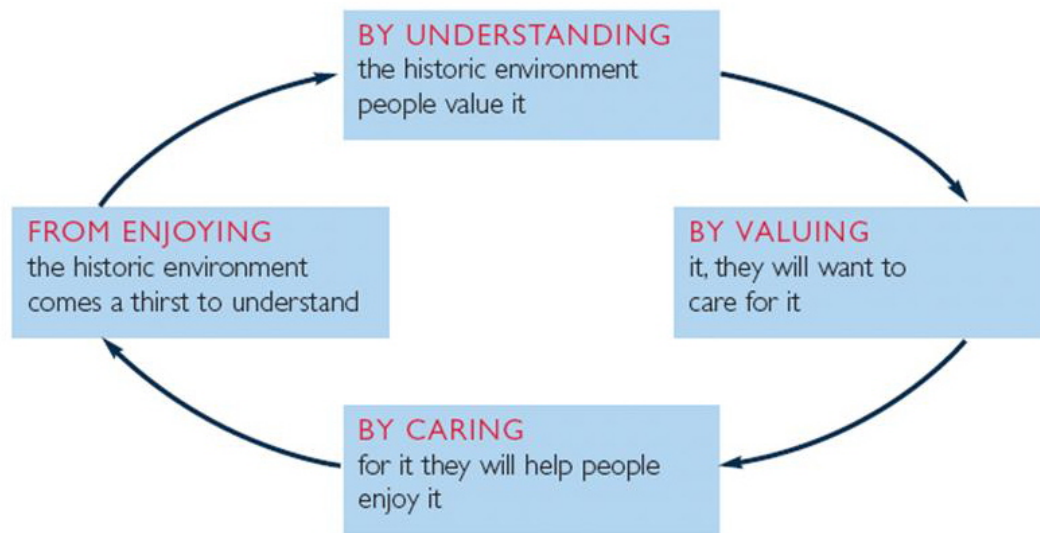 BY UNDERSTANDING
the historic environment
people value it
FROM ENJOYING
the historic environment
comes a thirst to understand
BY VALUING
it, they will want to
care for it
BY CARING
for it they will help people
enjoy it